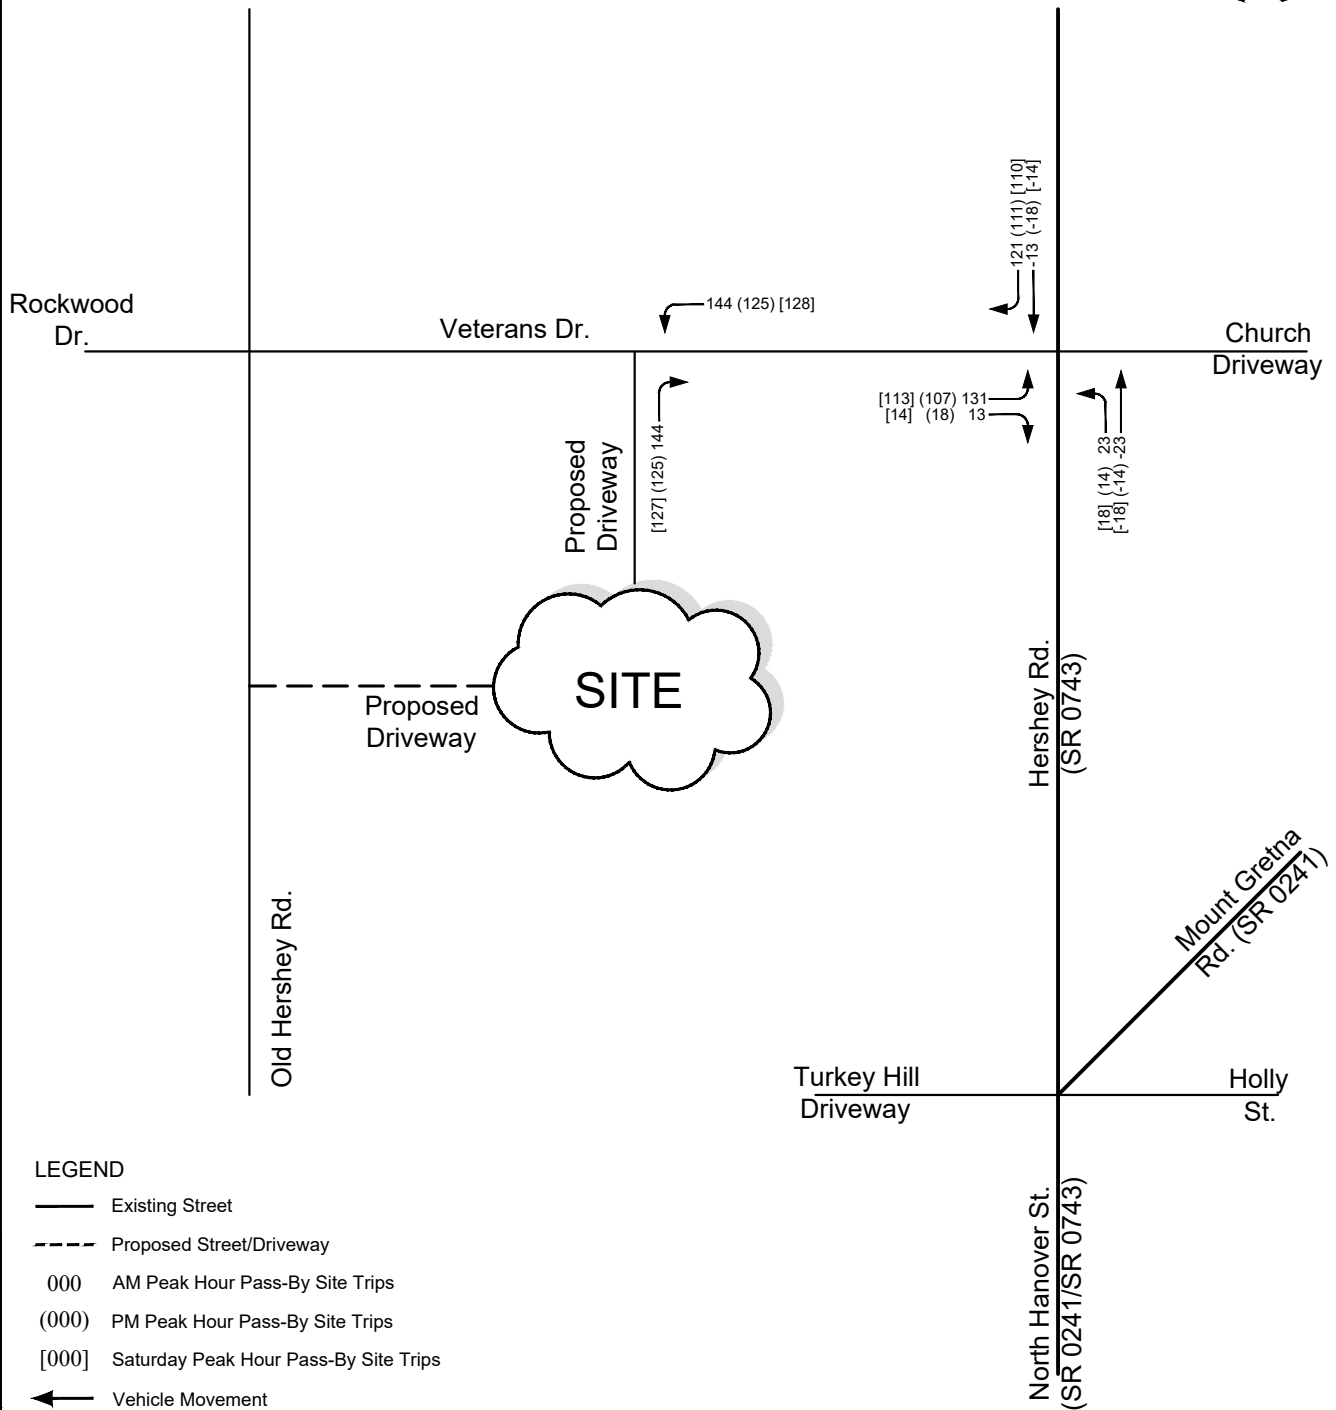 121 (111) [110]
-13 (-18) [-14]
Rockwood
Dr.
Veterans Dr.
144 (125) [128]
Church
Driveway
[113] (107) 131
[14] (18) 13
[127] (125) 144
[18] (14) 23
[-18] (-14) -23
Proposed
Driveway
SITE
Proposed
Driveway
Hershey Rd.
(SR 0743)
Mount Gretna
Rd. (SR 0241)
Old Hershey Rd.
Turkey Hill
Driveway
Holly
St.
North Hanover St.
(SR 0241/SR 0743)
LEGEND
Existing Street
Proposed Street/Driveway
000 AM Peak Hour Pass-By Site Trips
(000) PM Peak Hour Pass-By Site Trips
[000] Saturday Peak Hour Pass-By Site Trips
Vehicle Movement